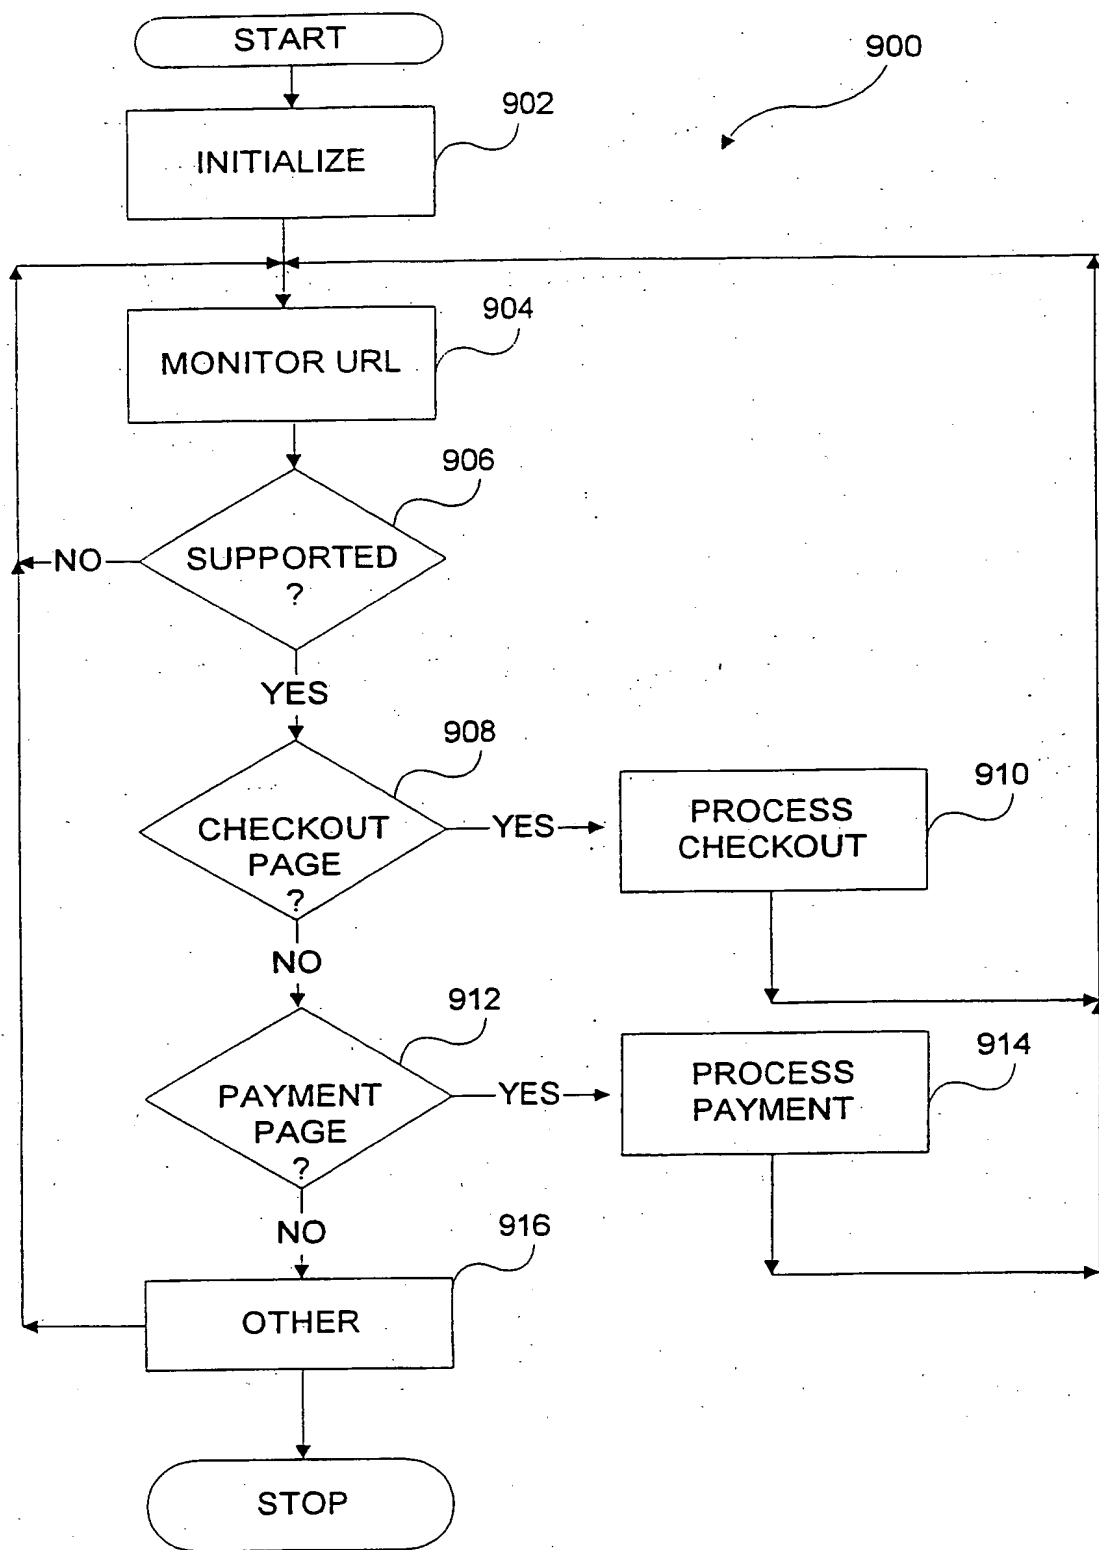 START
900
902
INITIALIZE
904
MONITOR URL
906
NO
SUPPORTED
?
YES
908
CHECKOUT
PAGE
?
YES
910
PROCESS
CHECKOUT
NO
912
PAYMENT
PAGE
?
YES
914
PROCESS
PAYMENT
NO
916
OTHER
STOP